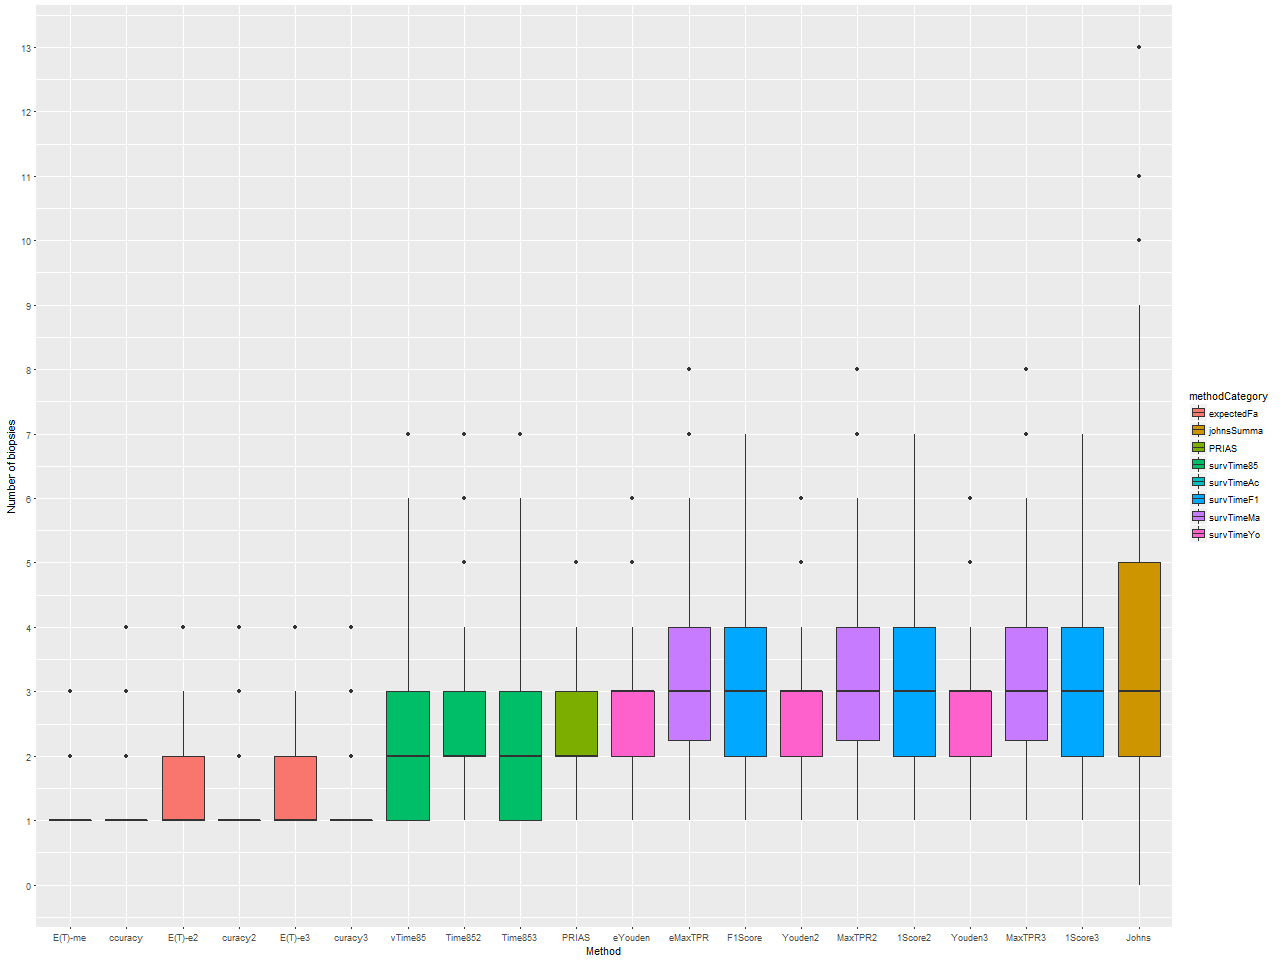 13
12
11
10
9
8
7
6
5
4
3
2
1
0
Number of biopsies
E(T)-me ccuracy E(T)-e2 curacy2 E(T)-e3 curacy3 vTime85 Time852 Time853 PRIAS eYouden eMaxTPR F1Score Youden2 MaxTPR2 1Score2 Youden3 MaxTPR3 1Score3 Johns
Method
methodCategory
expectedFa
johnsSumma
PRIAS
survTime85
survTimeAc
survTimeF1
survTimeMa
survTimeYo